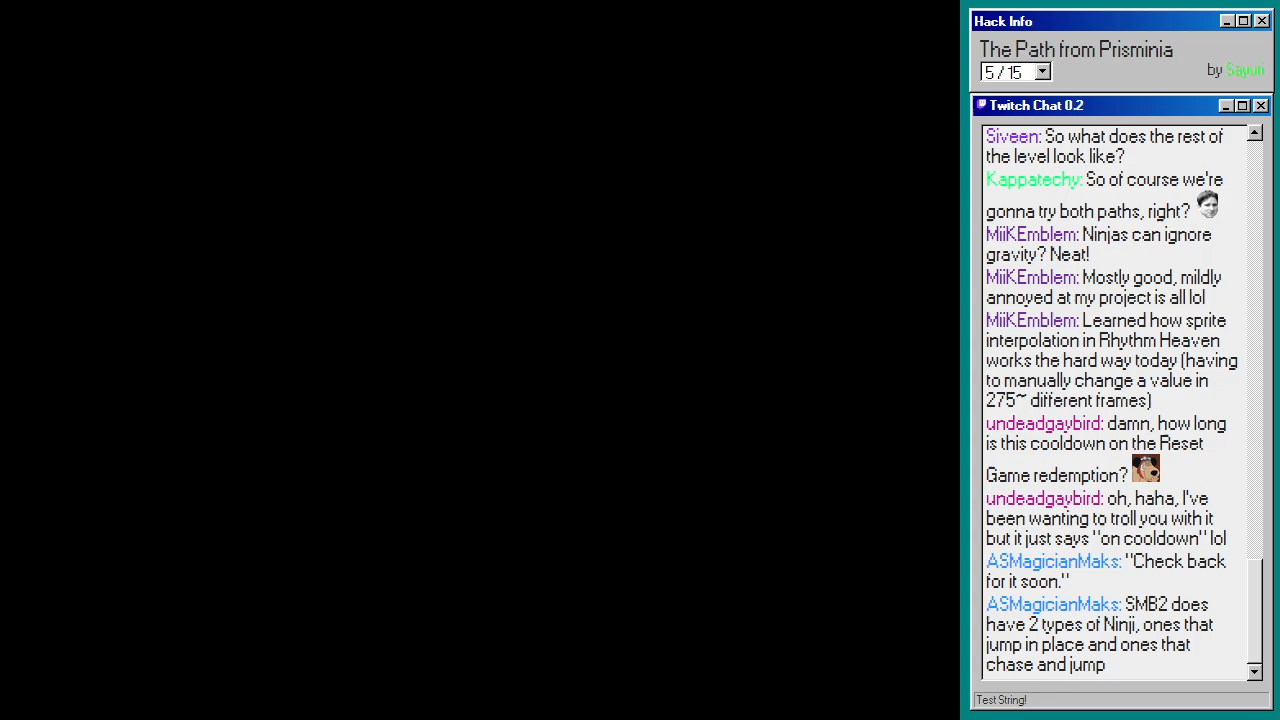 Hack Info
The Path from Prisminia
5 / 15
by Sayuri
Twitch Chat 0.2
Siveen: So what does the rest of
the level look like?
Kappatechy: So of course we're
gonna try both paths, right?
MiiKEmblem: Ninjas can ignore
gravity? Neat!
MiiKEmblem: Mostly good, mildly
annoyed at my project is all lol
MiiKEmblem: Learned how sprite
interpolation in Rhythm Heaven
works the hard way today (having
to manually change a value in
275~ different frames)
undeadgaybird: damn, how long
is this cooldown on the Reset
Game redemption?
undeadgaybird: oh, haha, I've
been wanting to troll you with it
but it just says "on cooldown" lol
ASMagicianMaks: "Check back
for it soon."
ASMagicianMaks: SMB2 does
have 2 types of Ninji, ones that
jump in place and ones that
chase and jump
Test String!